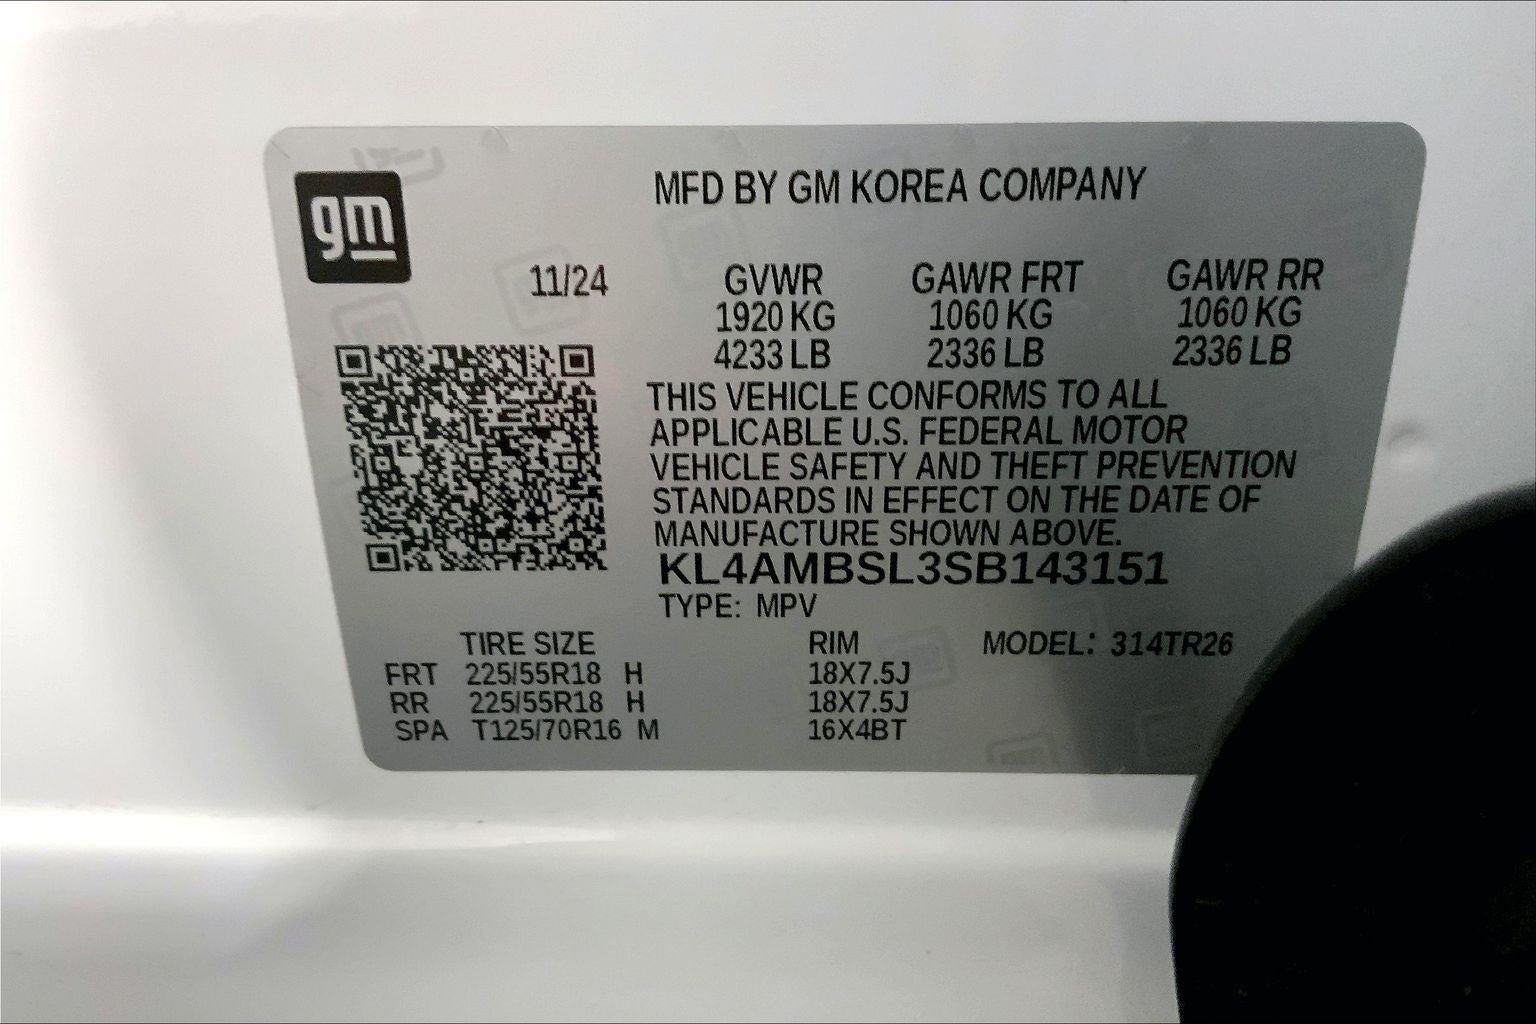 gm
MFD BY GM KOREA COMPANY
11/24 GVWR GAWR FRT GAWR RR
1920 KG 1060 KG 1060 KG
4233 LB 2336 LB 2336 LB
THIS VEHICLE CONFORMS TO ALL
APPLICABLE U.S. FEDERAL MOTOR
VEHICLE SAFETY AND THEFT PREVENTION
STANDARDS IN EFFECT ON THE DATE OF
MANUFACTURE SHOWN ABOVE.
KL4AMBSL3SB143151
TYPE: MPV
TIRE SIZE RIM MODEL: 314TR26
FRT 225/55R18 H 18X7.5J
RR 225/55R18 H 18X7.5J
SPA T125/70R16 M 16X4BT